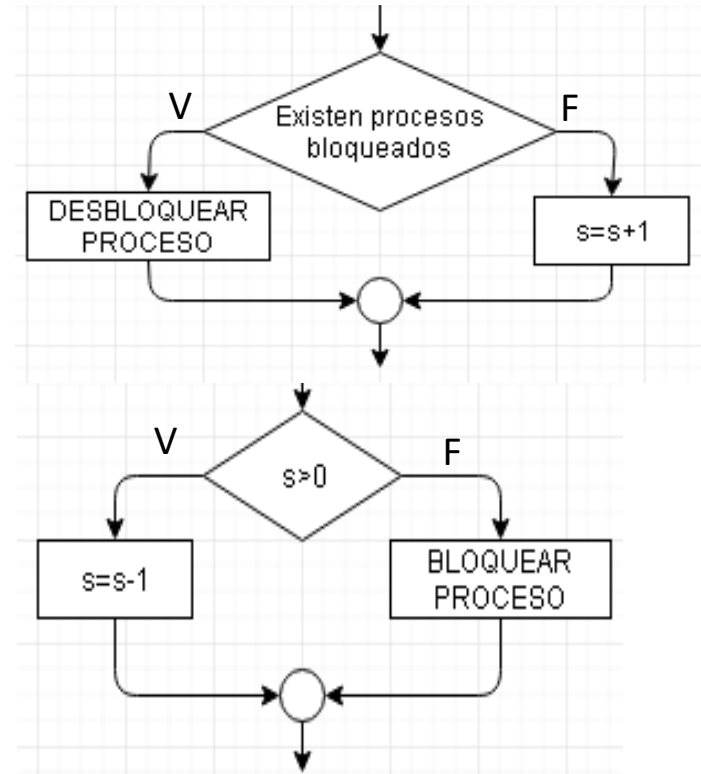 V
F
Existen procesos
bloqueados
DESBLOQUEAR
PROCESO
s=s+1
V
F
s>0
s=s-1
BLOQUEAR
PROCESO